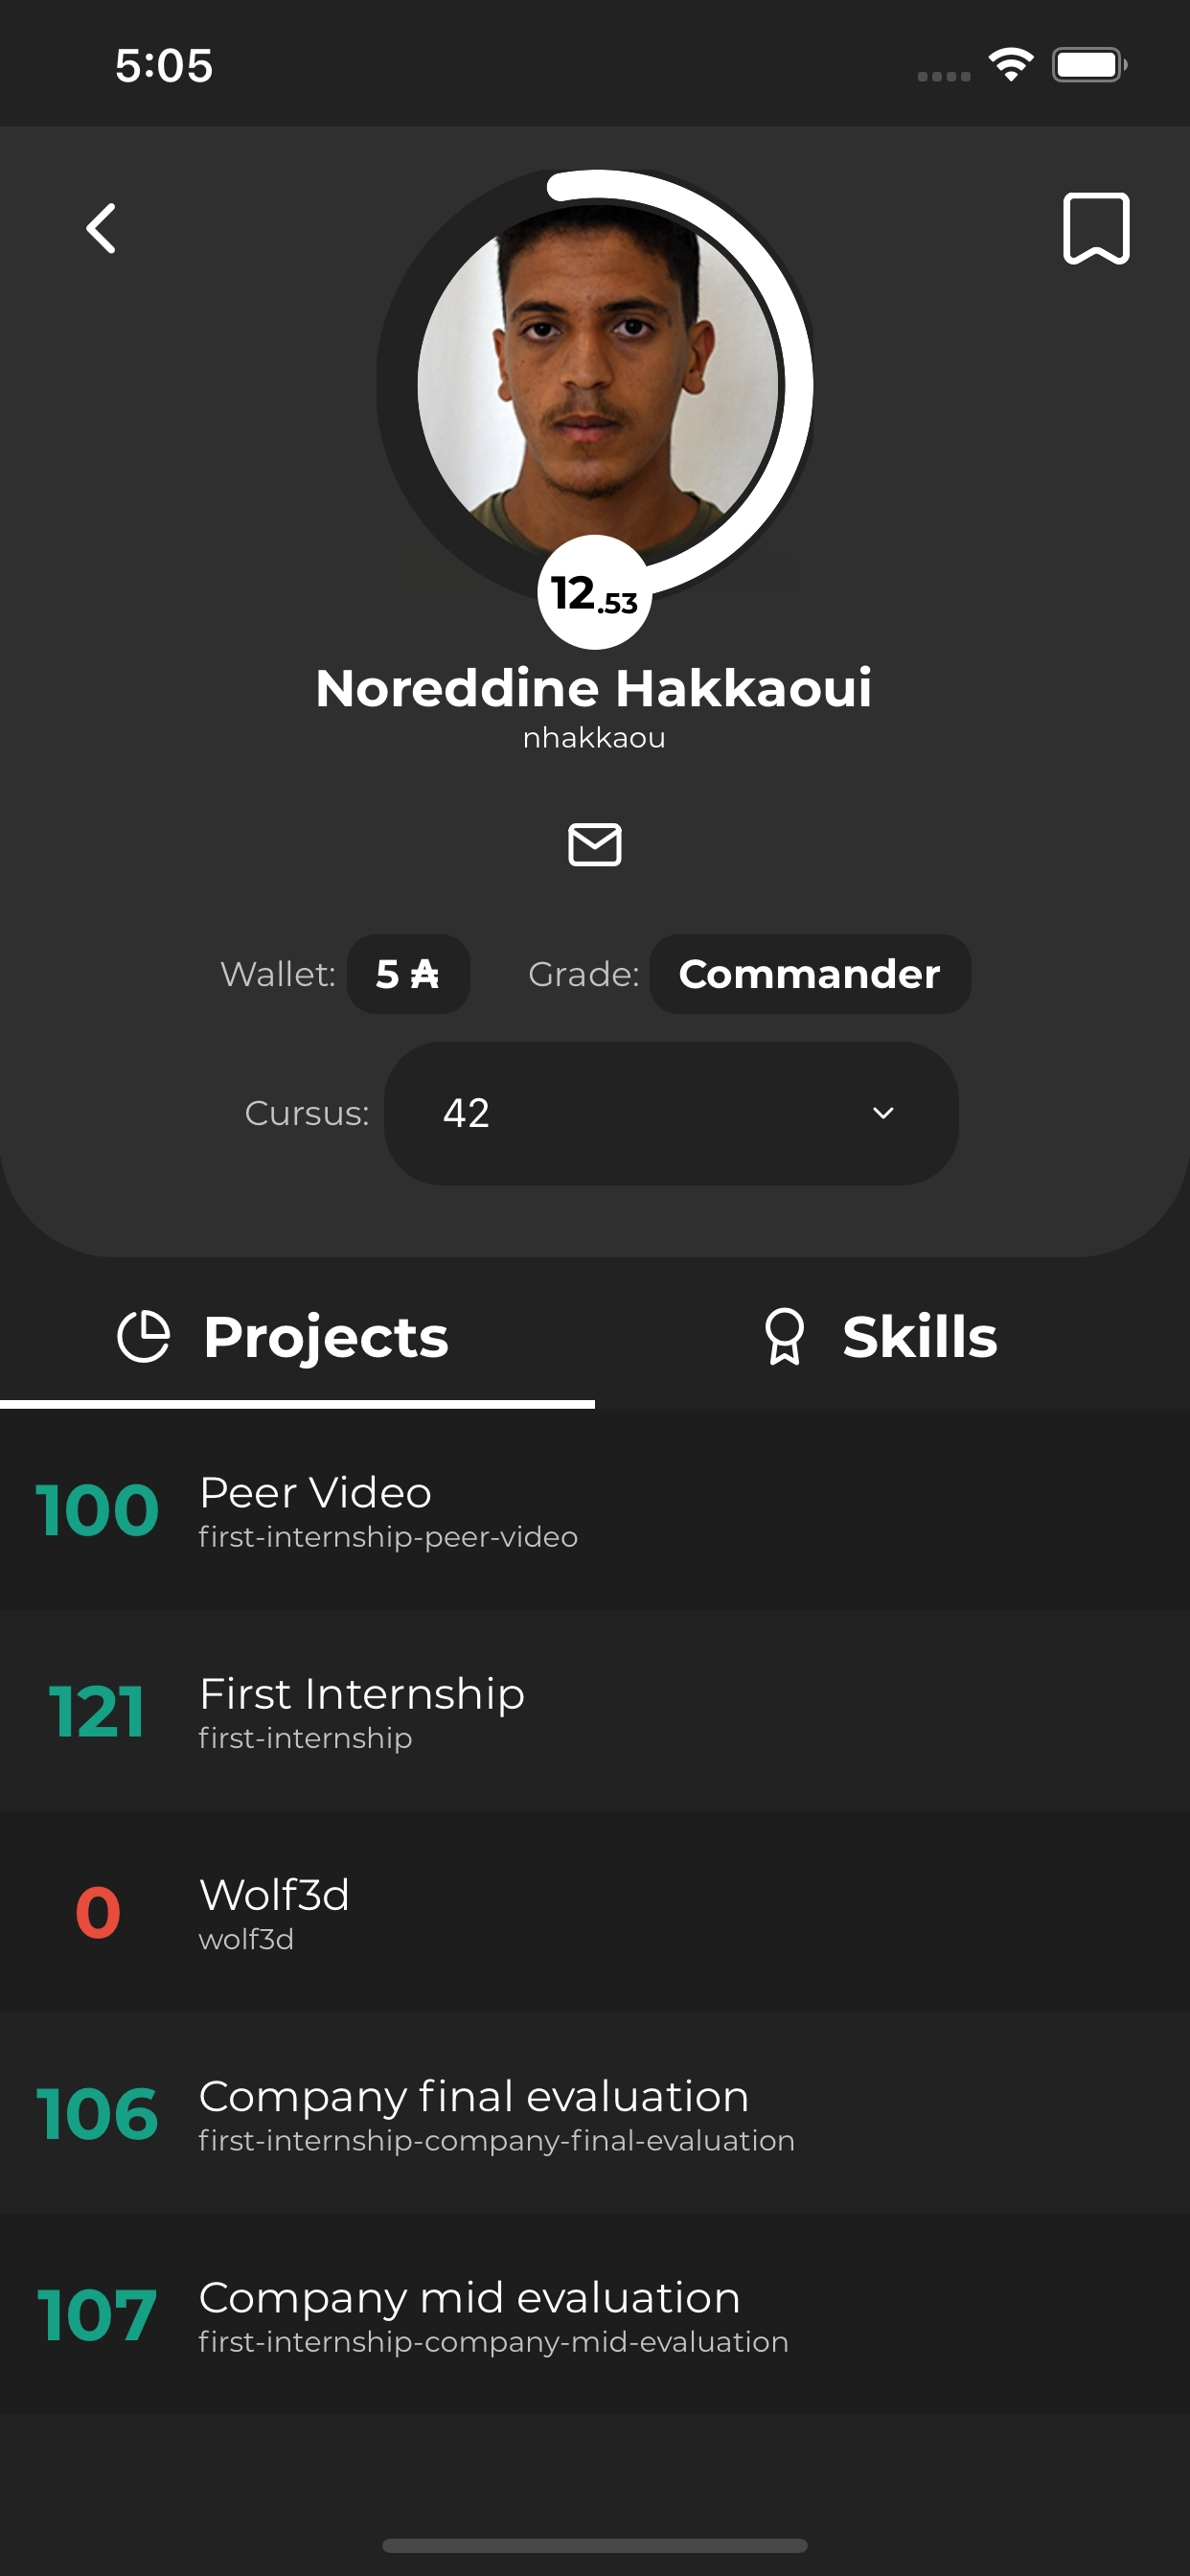 5:05
12.53
Noreddine Hakkaoui
nhakkaou
Wallet: 5 ₳ Grade: Commander
Cursus: 42
Projects Skills
100 Peer Video
first-internship-peer-video
121 First Internship
first-internship
0 Wolf3d
wolf3d
106 Company final evaluation
first-internship-company-final-evaluation
107 Company mid evaluation
first-internship-company-mid-evaluation